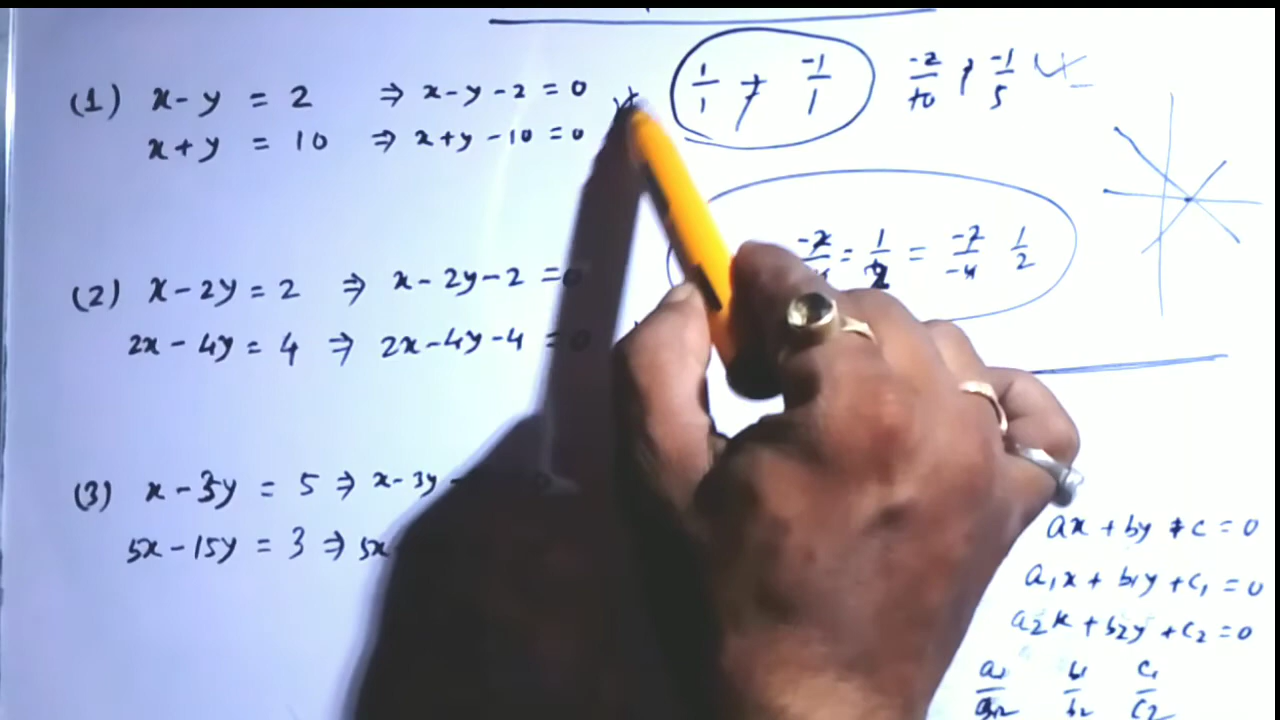 (1) x - y = 2 ⇒ x - y - 2 = 0
x + y = 10 ⇒ x + y - 10 = 0
1/1 ≠ -1/1
-2/10, -1/5
(2) x - 2y = 2 ⇒ x - 2y - 2 = 0
2x - 4y = 4 ⇒ 2x - 4y - 4 = 0
= 1/2 = -2/-4 1/2
(3) x - 3y = 5 ⇒ x - 3y -
5x - 15y = 3 ⇒ 5x
ax + by + c = 0
a₁x + b₁y + c₁ = 0
a₂x + b₂y + c₂ = 0
a₁/a₂ b₁/b₂ c₁/c₂